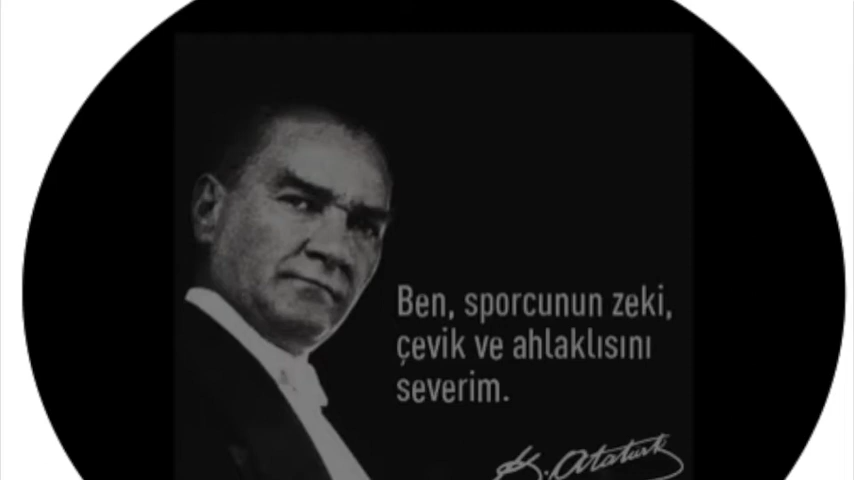 Ben, sporcunun zeki,
çevik ve ahlaklısını
severim.
K. Atatürk